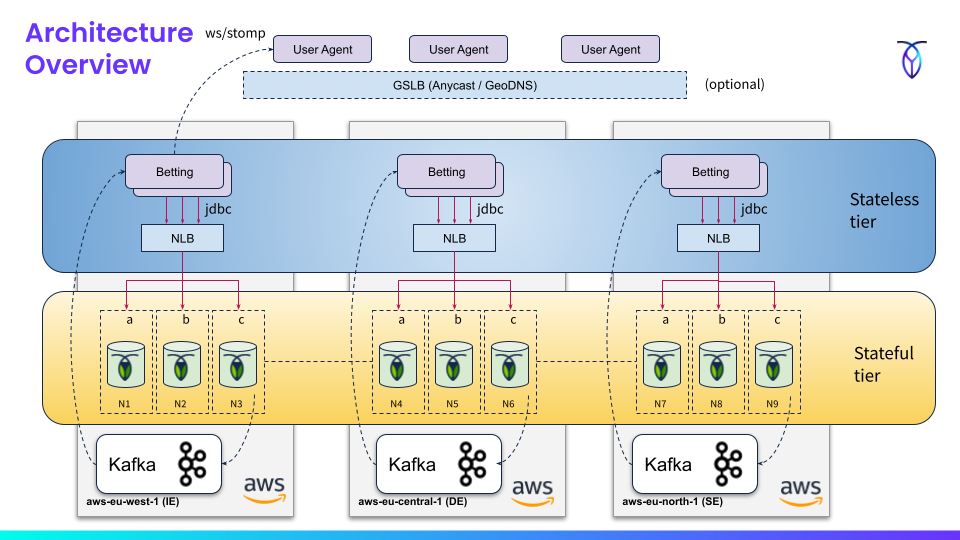 Architecture
Overview
ws/stomp
User Agent
User Agent
User Agent
GSLB (Anycast / GeoDNS)
(optional)
Betting
Betting
Betting
jdbc
jdbc
jdbc
Stateless
tier
NLB
NLB
NLB
a
b
c
a
b
c
a
b
c
Stateful
tier
N1
N2
N3
N4
N5
N6
N7
N8
N9
Kafka
Kafka
Kafka
aws
aws
aws
aws-eu-west-1 (IE)
aws-eu-central-1 (DE)
aws-eu-north-1 (SE)